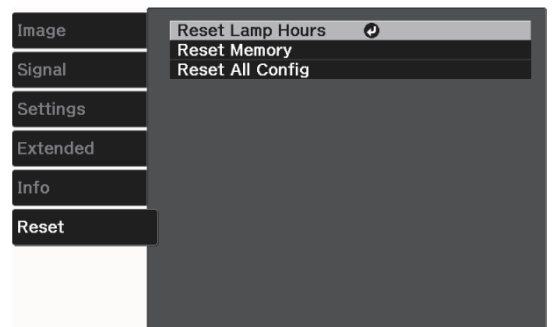 Image
Signal
Settings
Extended
Info
Reset
Reset Lamp Hours
Reset Memory
Reset All Config